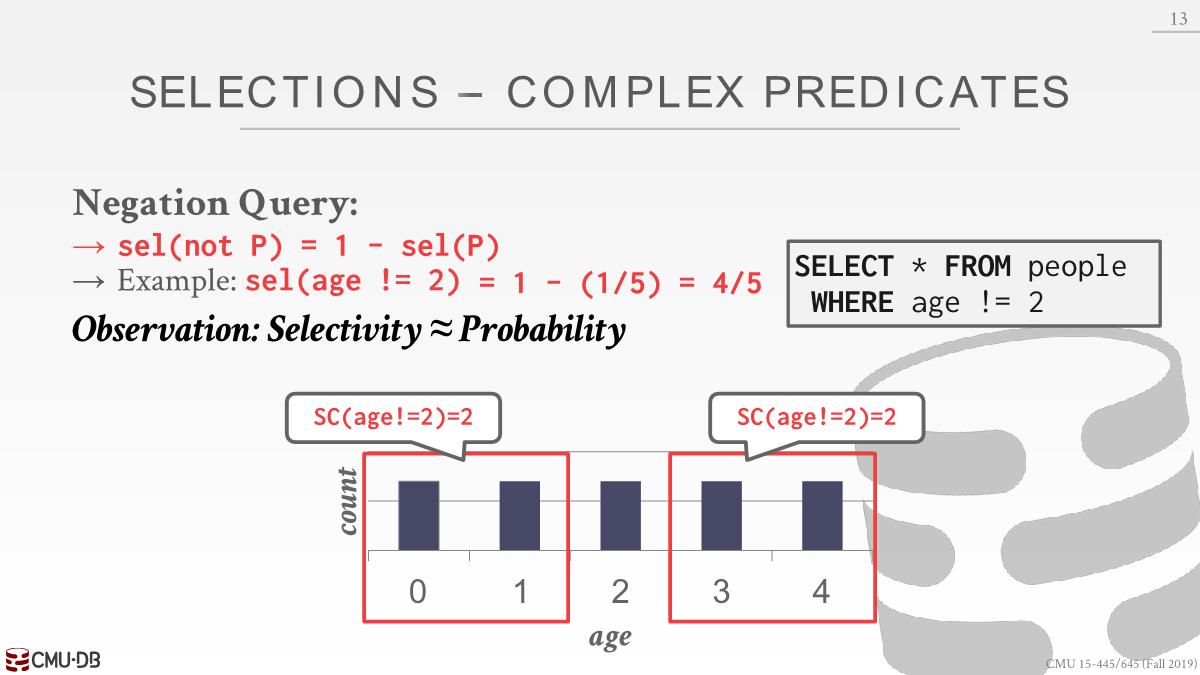 13
SELECTIONS – COMPLEX PREDICATES
Negation Query:
→ sel(not P) = 1 – sel(P)
→ Example: sel(age != 2) = 1 – (1/5) = 4/5
Observation: Selectivity ≈ Probability
SELECT * FROM people
WHERE age != 2
SC(age!=2)=2
SC(age!=2)=2
count
0 1 2 3 4
age
CMU·DB
CMU 15-445/645 (Fall 2019)